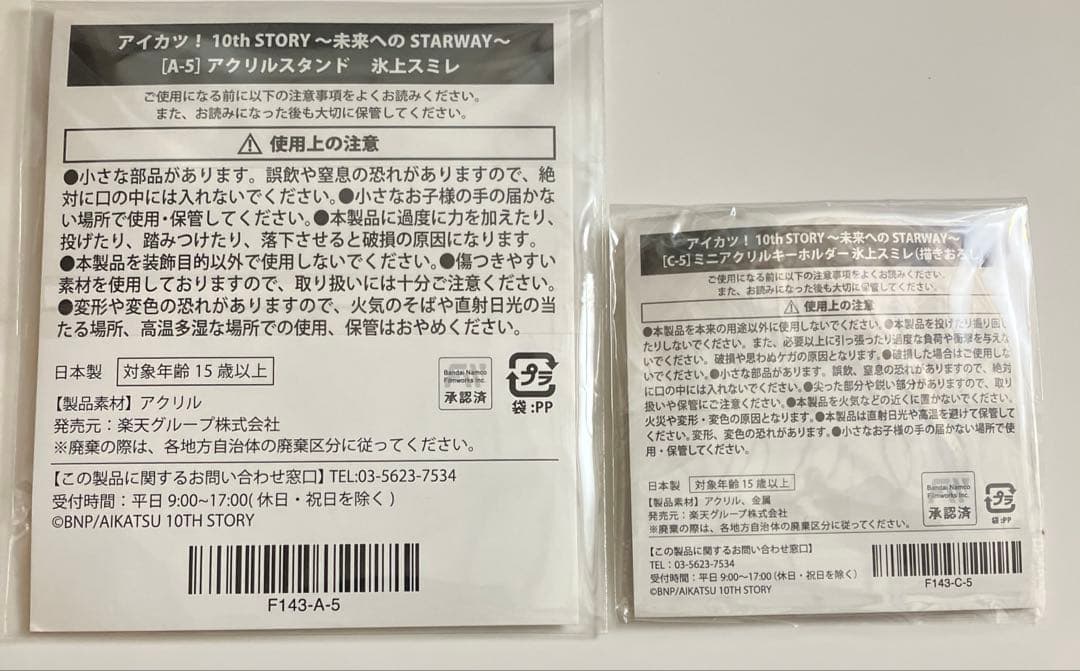 アイカツ！ 10th STORY ～未来への STARWAY～
[A-5] アクリルスタンド　氷上スミレ
ご使用になる前に以下の注意事項をよくお読みください。
また、お読みになった後も大切に保管してください。
⚠ 使用上の注意
●小さな部品があります。誤飲や窒息の恐れがありますので、絶
対に口の中には入れないでください。●小さなお子様の手の届かな
い場所で使用・保管してください。●本製品に過度に力を加えたり、
投げたり、踏みつけたり、落下させると破損の原因になります。
●本製品を装飾目的以外で使用しないでください。●傷つきやすい
素材を使用しておりますので、取り扱いには十分ご注意ください。
●変形や変色の恐れがありますので、火気のそばや直射日光の当
たる場所、高温多湿な場所での使用、保管はおやめください。
日本製 対象年齢 15 歳以上
Bandai Namco
Filmworks Inc.
承認済
プラ
袋:PP
【製品素材】アクリル
発売元：楽天グループ株式会社
※廃棄の際は、各地方自治体の廃棄区分に従ってください。
【この製品に関するお問い合わせ窓口】TEL:03-5623-7534
受付時間：平日 9:00~17:00( 休日・祝日を除く )
©BNP/AIKATSU 10TH STORY
F143-A-5
アイカツ！ 10th STORY ～未来への STARWAY～
[C-5] ミニアクリルキーホルダー 氷上スミレ(描きおろし
ご使用になる前に以下の注意事項をよくお読みください。
また、お読みになった後も大切に保管してください。
⚠ 使用上の注意
●本製品を本来の用途以外に使用しないでください。●本製品を投げたり振り回し
たりしないでください。また、必要以上に引っ張ったり過度な負荷や衝撃を与えな
いでください。破損や思わぬケガの原因となります。●破損した場合はご使用しな
いでください。●小さな部品があります。誤飲、窒息の恐れがありますので、絶対
に口の中には入れないでください。●尖った部分や鋭い部分がありますので、取り
扱いや保管にご注意ください。●本製品を火気などの近くに置かないでください。
火災や変形・変色の原因となります。●本製品は直射日光や高温を避けて保管して
ください。変形、変色の恐れがあります。●小さなお子様の手の届かない場所で使
用・保管してください。
日本製 対象年齢 15 歳以上
【製品素材】アクリル、金属
発売元：楽天グループ株式会社
※廃棄の際は、各地方自治体の廃棄区分に従ってください。
Bandai Namco
Filmworks Inc.
承認済
プラ
袋:PP
【この製品に関するお問い合わせ窓口】
TEL：03-5623-7534
受付時間：平日 9:00～17:00 (休日・祝日を除く)
©BNP/AIKATSU 10TH STORY
F143-C-5